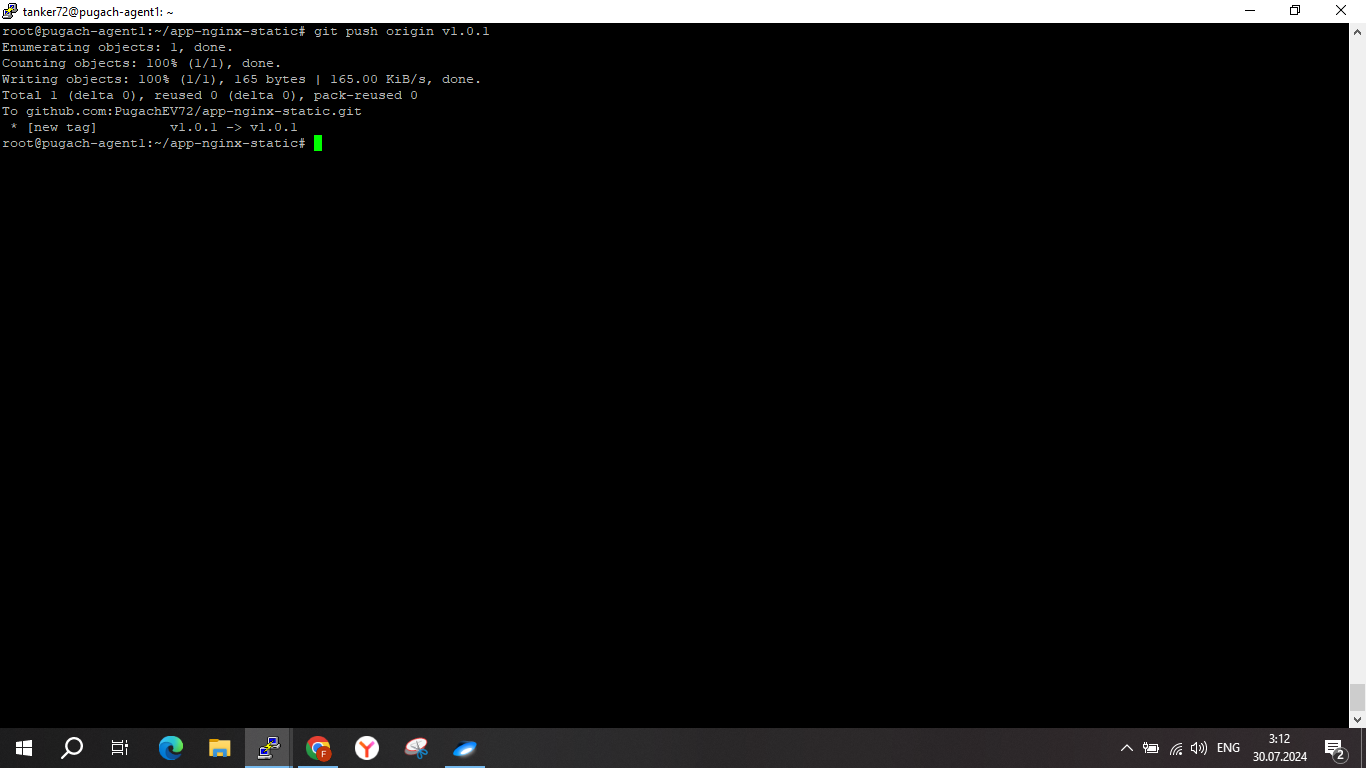 tanker72@pugach-agent1: ~
root@pugach-agent1:~/app-nginx-static# git push origin v1.0.1
Enumerating objects: 1, done.
Counting objects: 100% (1/1), done.
Writing objects: 100% (1/1), 165 bytes | 165.00 KiB/s, done.
Total 1 (delta 0), reused 0 (delta 0), pack-reused 0
To github.com:PugachEV72/app-nginx-static.git
 * [new tag]         v1.0.1 -> v1.0.1
root@pugach-agent1:~/app-nginx-static#
F
Y
ENG
3:12
30.07.2024
2